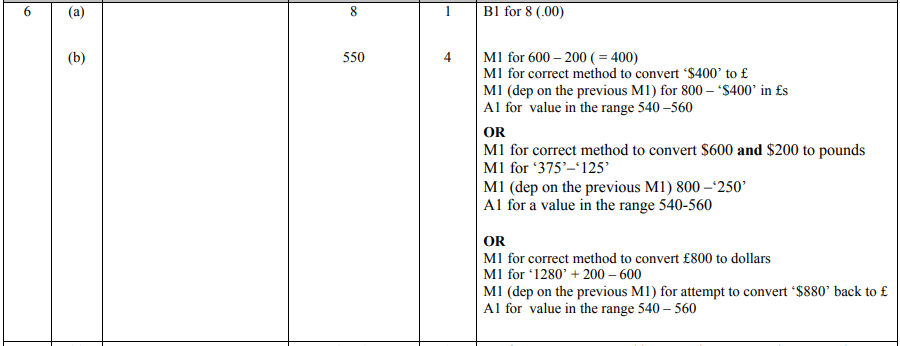 6 (a) 8 1 B1 for 8 (.00)
(b) 550 4 M1 for 600 – 200 ( = 400)
M1 for correct method to convert ‘$400’ to £
M1 (dep on the previous M1) for 800 – ‘$400’ in £s
A1 for value in the range 540 –560
OR
M1 for correct method to convert $600 and $200 to pounds
M1 for ‘375’–‘125’
M1 (dep on the previous M1) 800 –‘250’
A1 for a value in the range 540-560
OR
M1 for correct method to convert £800 to dollars
M1 for ‘1280’ + 200 – 600
M1 (dep on the previous M1) for attempt to convert ‘$880’ back to £
A1 for value in the range 540 – 560